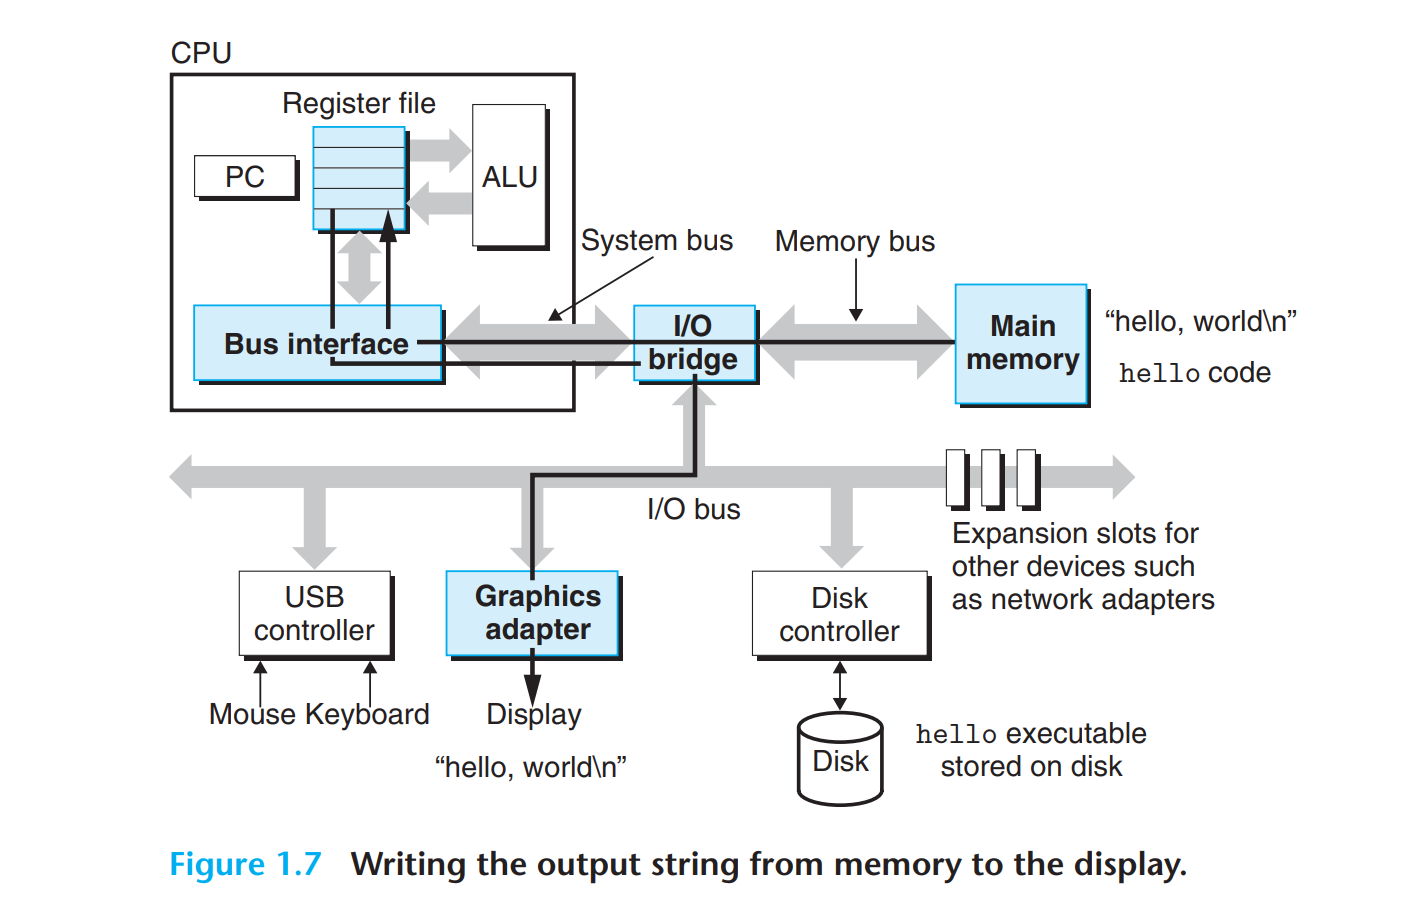 CPU
Register file
PC
ALU
System bus
Memory bus
Bus interface
I/O
bridge
Main
memory
“hello, world\n”
hello code
I/O bus
Expansion slots for
other devices such
as network adapters
USB
controller
Graphics
adapter
Disk
controller
Mouse Keyboard
Display
“hello, world\n”
Disk
hello executable
stored on disk
Figure 1.7 Writing the output string from memory to the display.